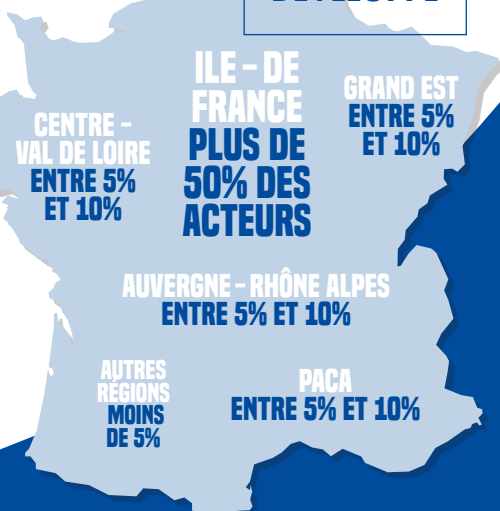 ILE – DE
FRANCE
PLUS DE
50% DES
ACTEURS
GRAND EST
ENTRE 5%
ET 10%
CENTRE –
VAL DE LOIRE
ENTRE 5%
ET 10%
AUVERGNE – RHÔNE ALPES
ENTRE 5% ET 10%
AUTRES
RÉGIONS
MOINS
DE 5%
PACA
ENTRE 5% ET 10%